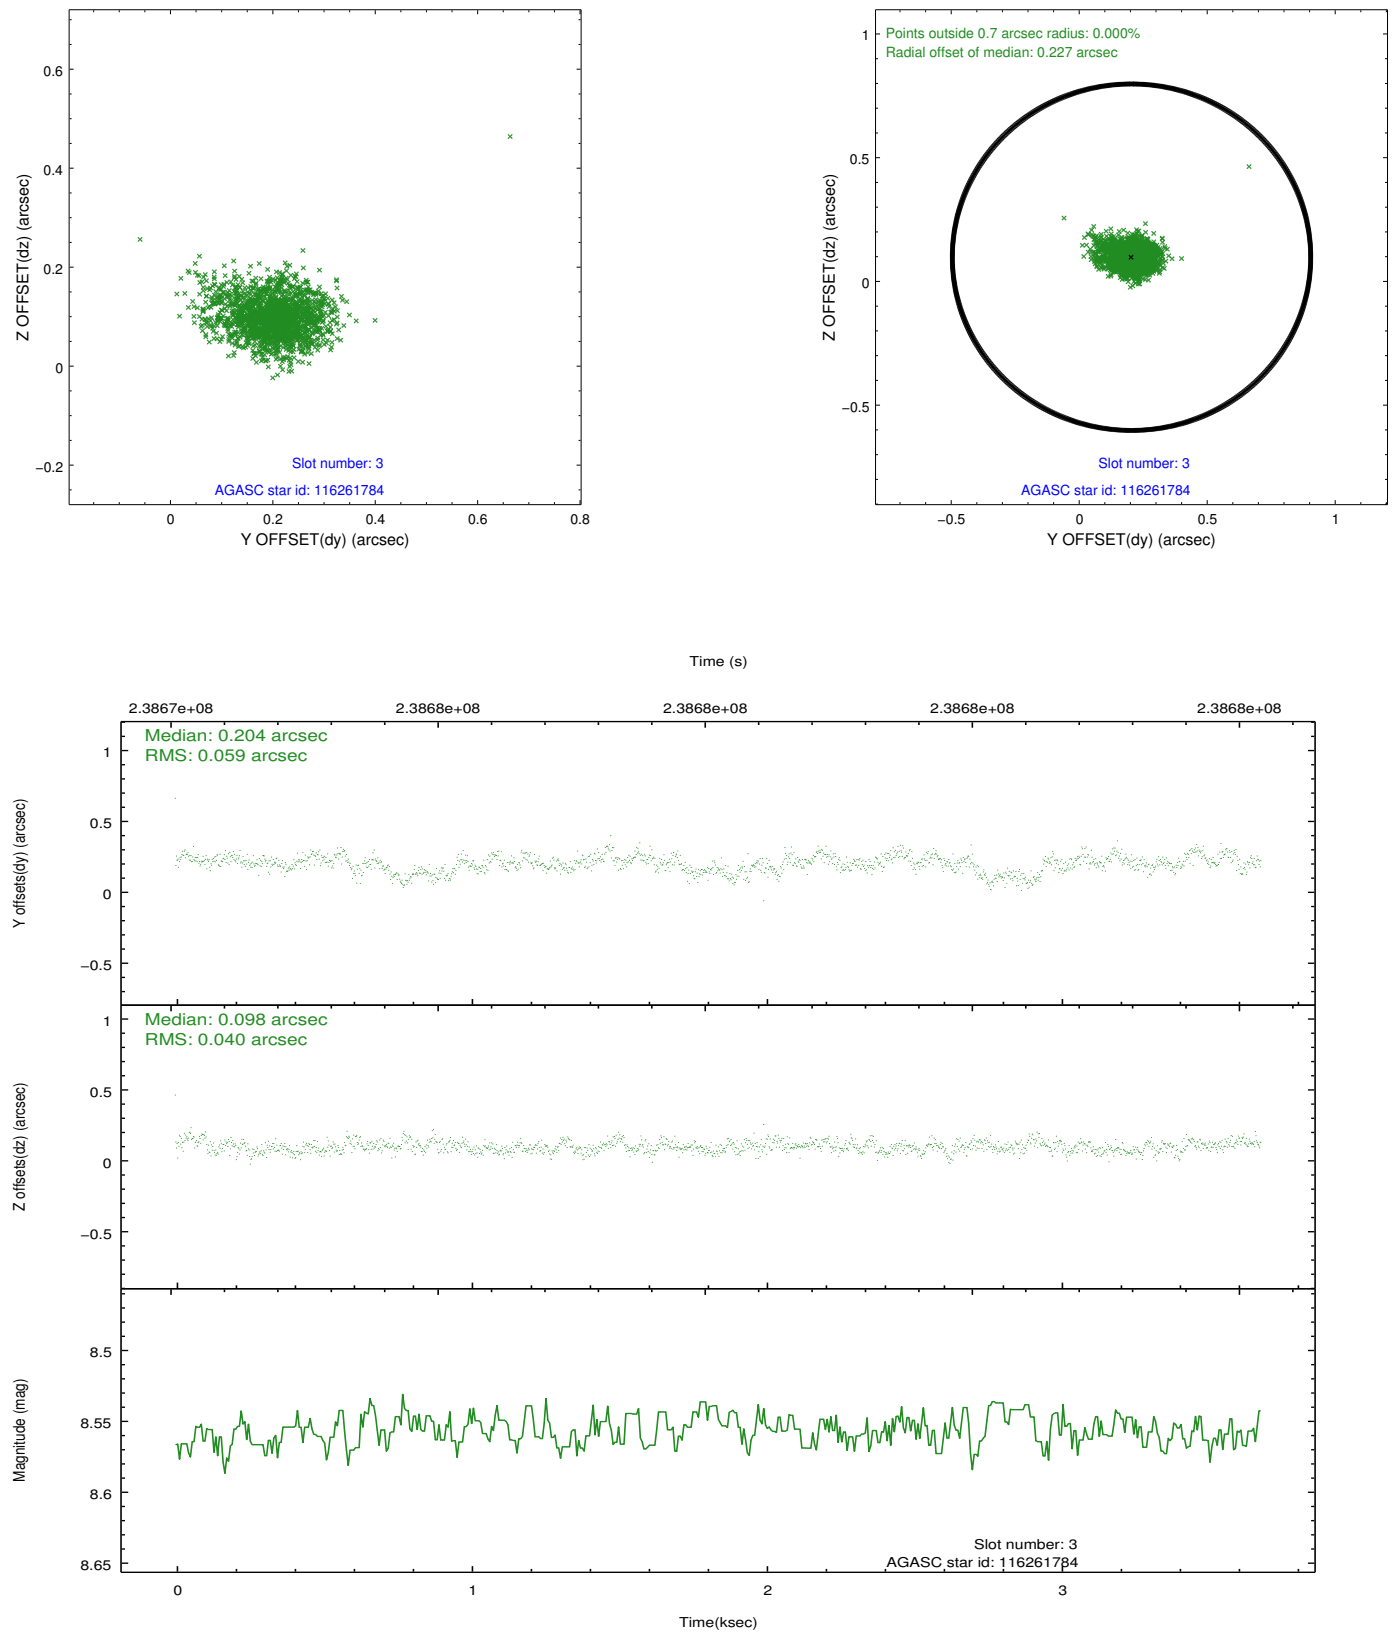 0.6
0.4
0.2
0
−0.2
Z OFFSET(dz) (arcsec)
Slot number: 3
AGASC star id: 116261784
0 0.2 0.4 0.6 0.8
Y OFFSET(dy) (arcsec)
Points outside 0.7 arcsec radius: 0.000%
Radial offset of median: 0.227 arcsec
1
0.5
0
−0.5
Z OFFSET(dz) (arcsec)
Slot number: 3
AGASC star id: 116261784
−0.5 0 0.5 1
Y OFFSET(dy) (arcsec)
Time (s)
2.3867e+08 2.3868e+08 2.3868e+08 2.3868e+08 2.3868e+08
Median: 0.204 arcsec
RMS: 0.059 arcsec
1
0.5
0
−0.5
Y offsets(dy) (arcsec)
Median: 0.098 arcsec
RMS: 0.040 arcsec
1
0.5
0
−0.5
Z offsets(dz) (arcsec)
8.5
8.55
8.6
8.65
Magnitude (mag)
Slot number: 3
AGASC star id: 116261784
0 1 2 3
Time(ksec)